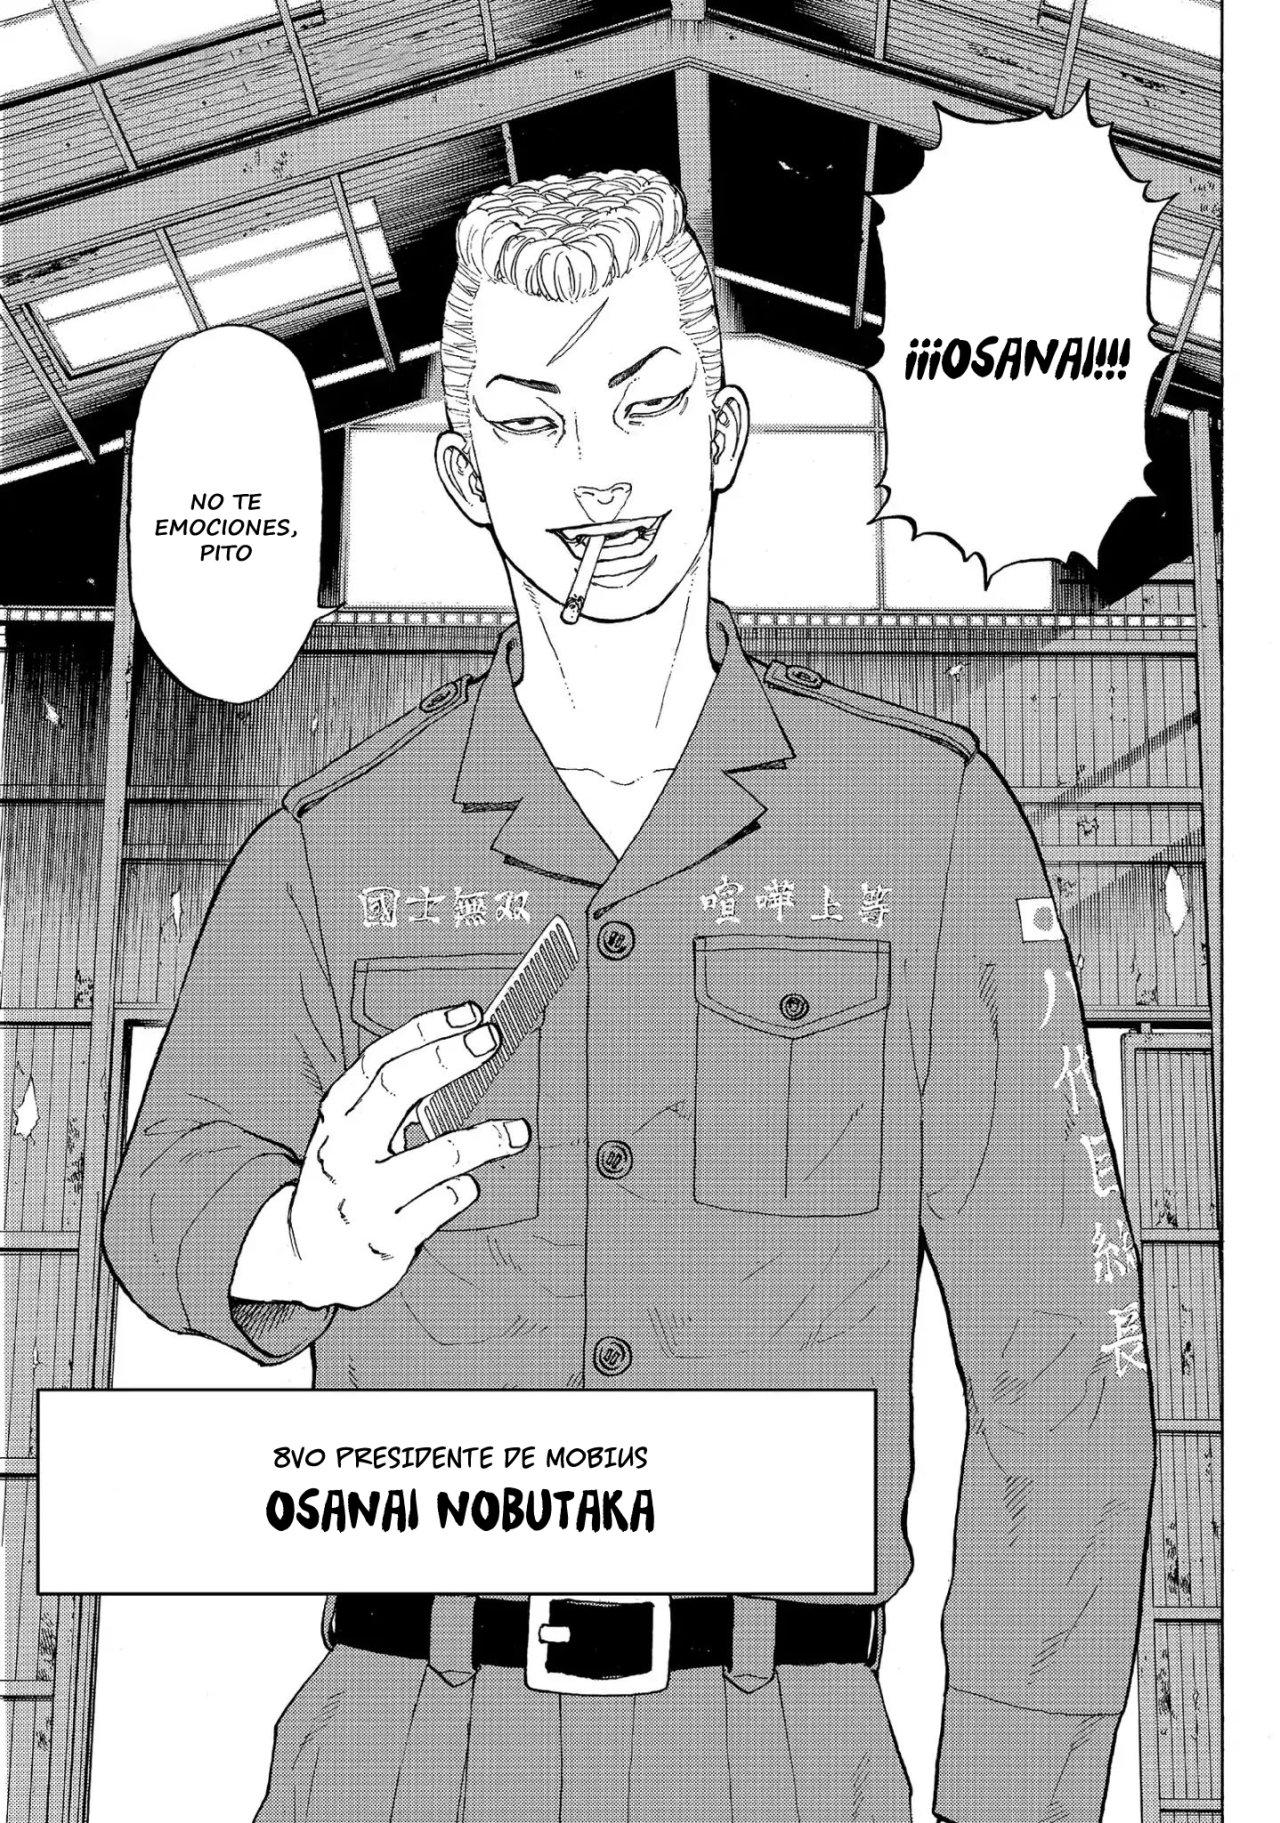 ¡¡¡OSANAI!!!
NO TE
EMOCIONES,
PITO
國士無双
喧嘩上等
八代目総長
8VO PRESIDENTE DE MOBIUS
OSANAI NOBUTAKA